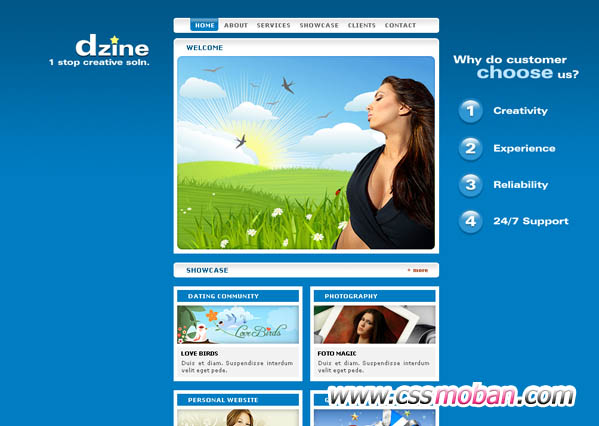 HOME ABOUT SERVICES SHOWCASE CLIENTS CONTACT
dzine
1 stop creative soln.
WELCOME
Why do customer
choose us?
1 Creativity
2 Experience
3 Reliability
4 24/7 Support
SHOWCASE
+ more
DATING COMMUNITY
Love Birds
LOVE BIRDS
Duis et diam. Suspendisse interdum
velit eget pede.
PHOTOGRAPHY
FOTO MAGIC
Duis et diam. Suspendisse interdum
velit eget pede.
PERSONAL WEBSITE
www.cssmoban.com